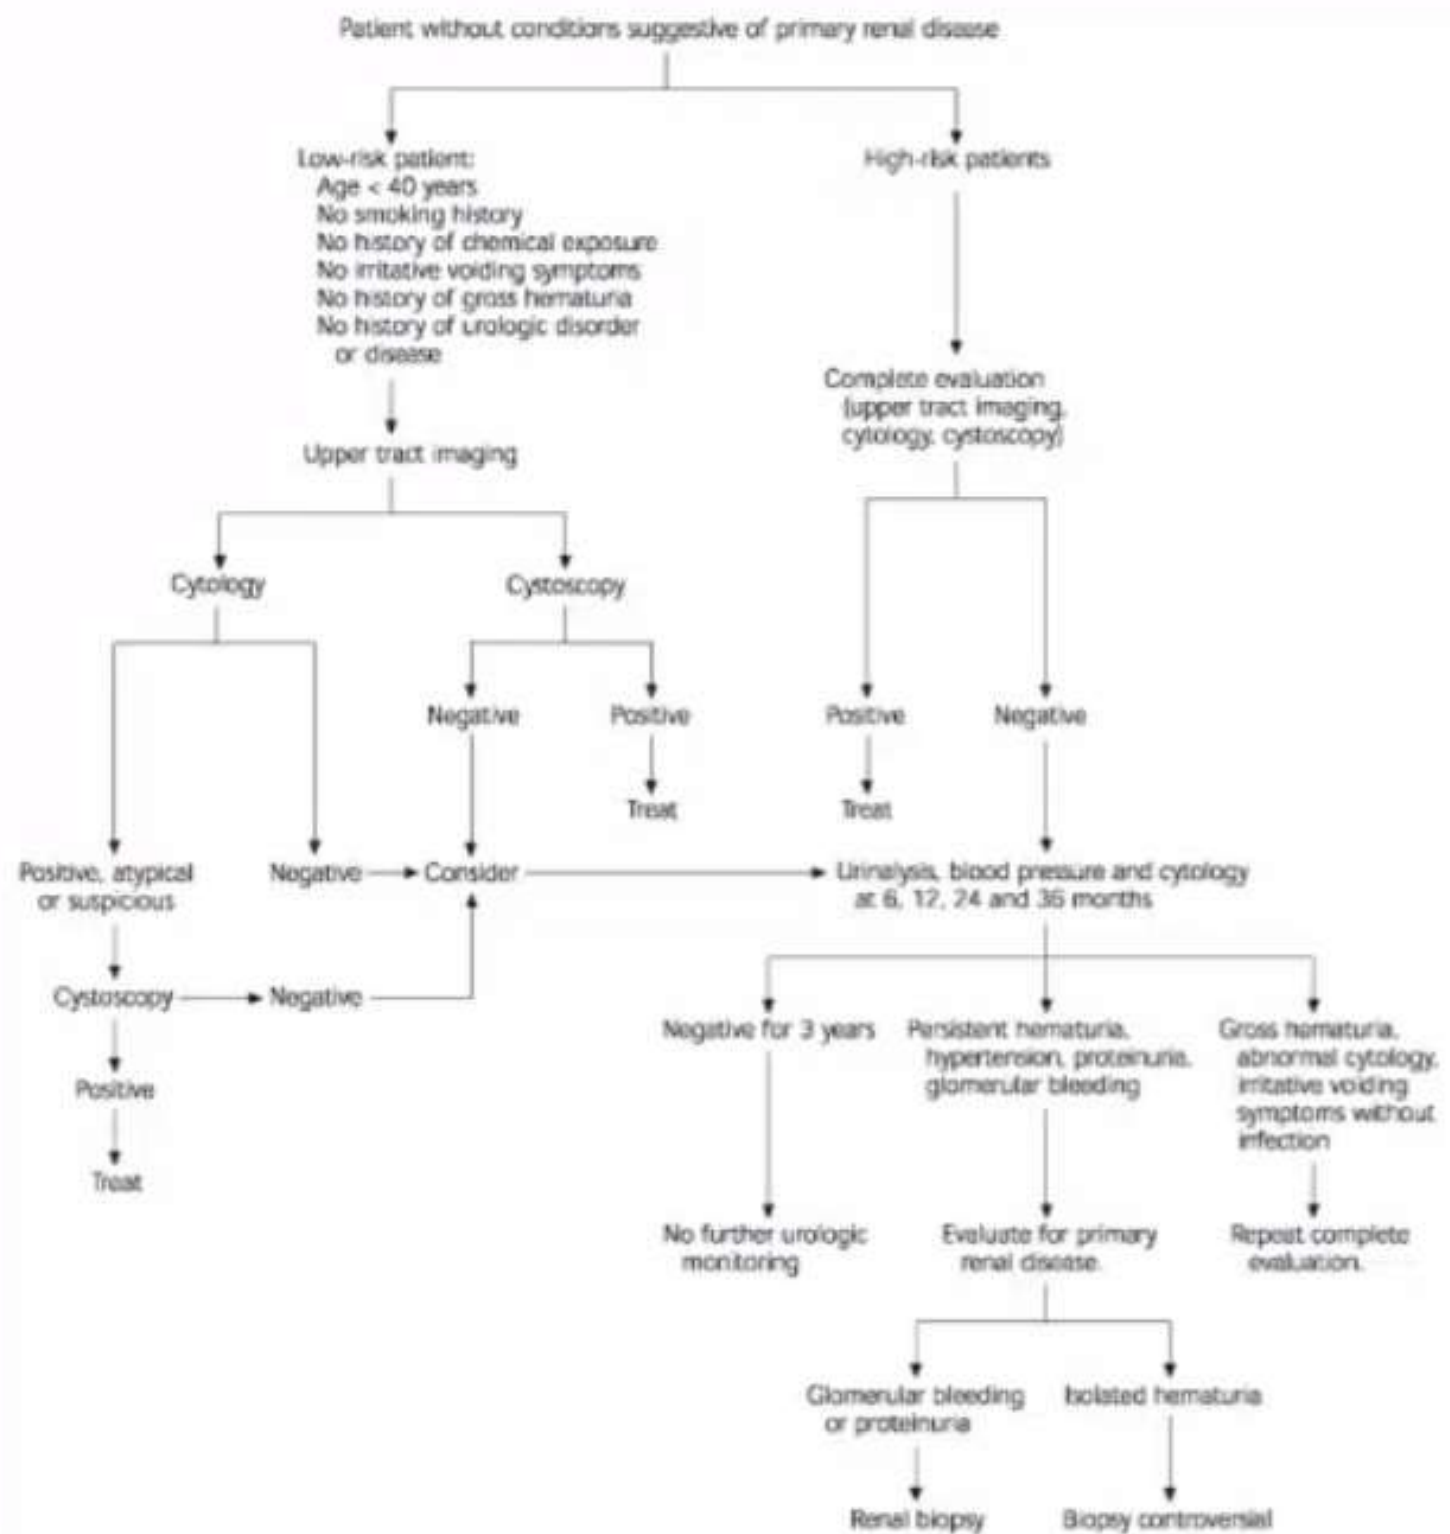 Patient without conditions suggestive of primary renal disease
Low-risk patient:
Age < 40 years
No smoking history
No history of chemical exposure
No irritative voiding symptoms
No history of gross hematuria
No history of urologic disorder
or disease
High-risk patients
Complete evaluation
(upper tract imaging,
cytology, cystoscopy)
Upper tract imaging
Cytology
Cystoscopy
Negative
Positive
Positive
Negative
Treat
Treat
Positive, atypical
or suspicious
Negative
Consider
Urinalysis, blood pressure and cytology
at 6, 12, 24 and 36 months
Cystoscopy
Negative
Negative for 3 years
Persistent hematuria,
hypertension, proteinuria,
glomerular bleeding
Gross hematuria,
abnormal cytology,
irritative voiding
symptoms without
infection
Positive
Treat
No further urologic
monitoring
Evaluate for primary
renal disease.
Repeat complete
evaluation.
Glomerular bleeding
or proteinuria
Isolated hematuria
Renal biopsy
Biopsy controversial